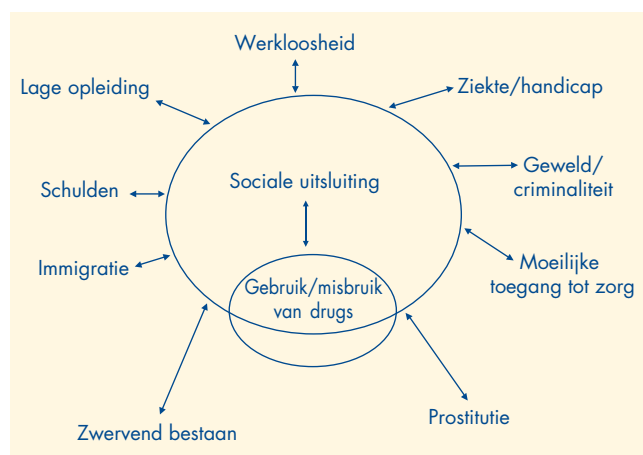 Werkloosheid
Lage opleiding
Ziekte/handicap
Schulden
Sociale uitsluiting
Geweld/
criminaliteit
Immigratie
Gebruik/misbruik
van drugs
Moeilijke
toegang tot zorg
Zwervend bestaan
Prostitutie